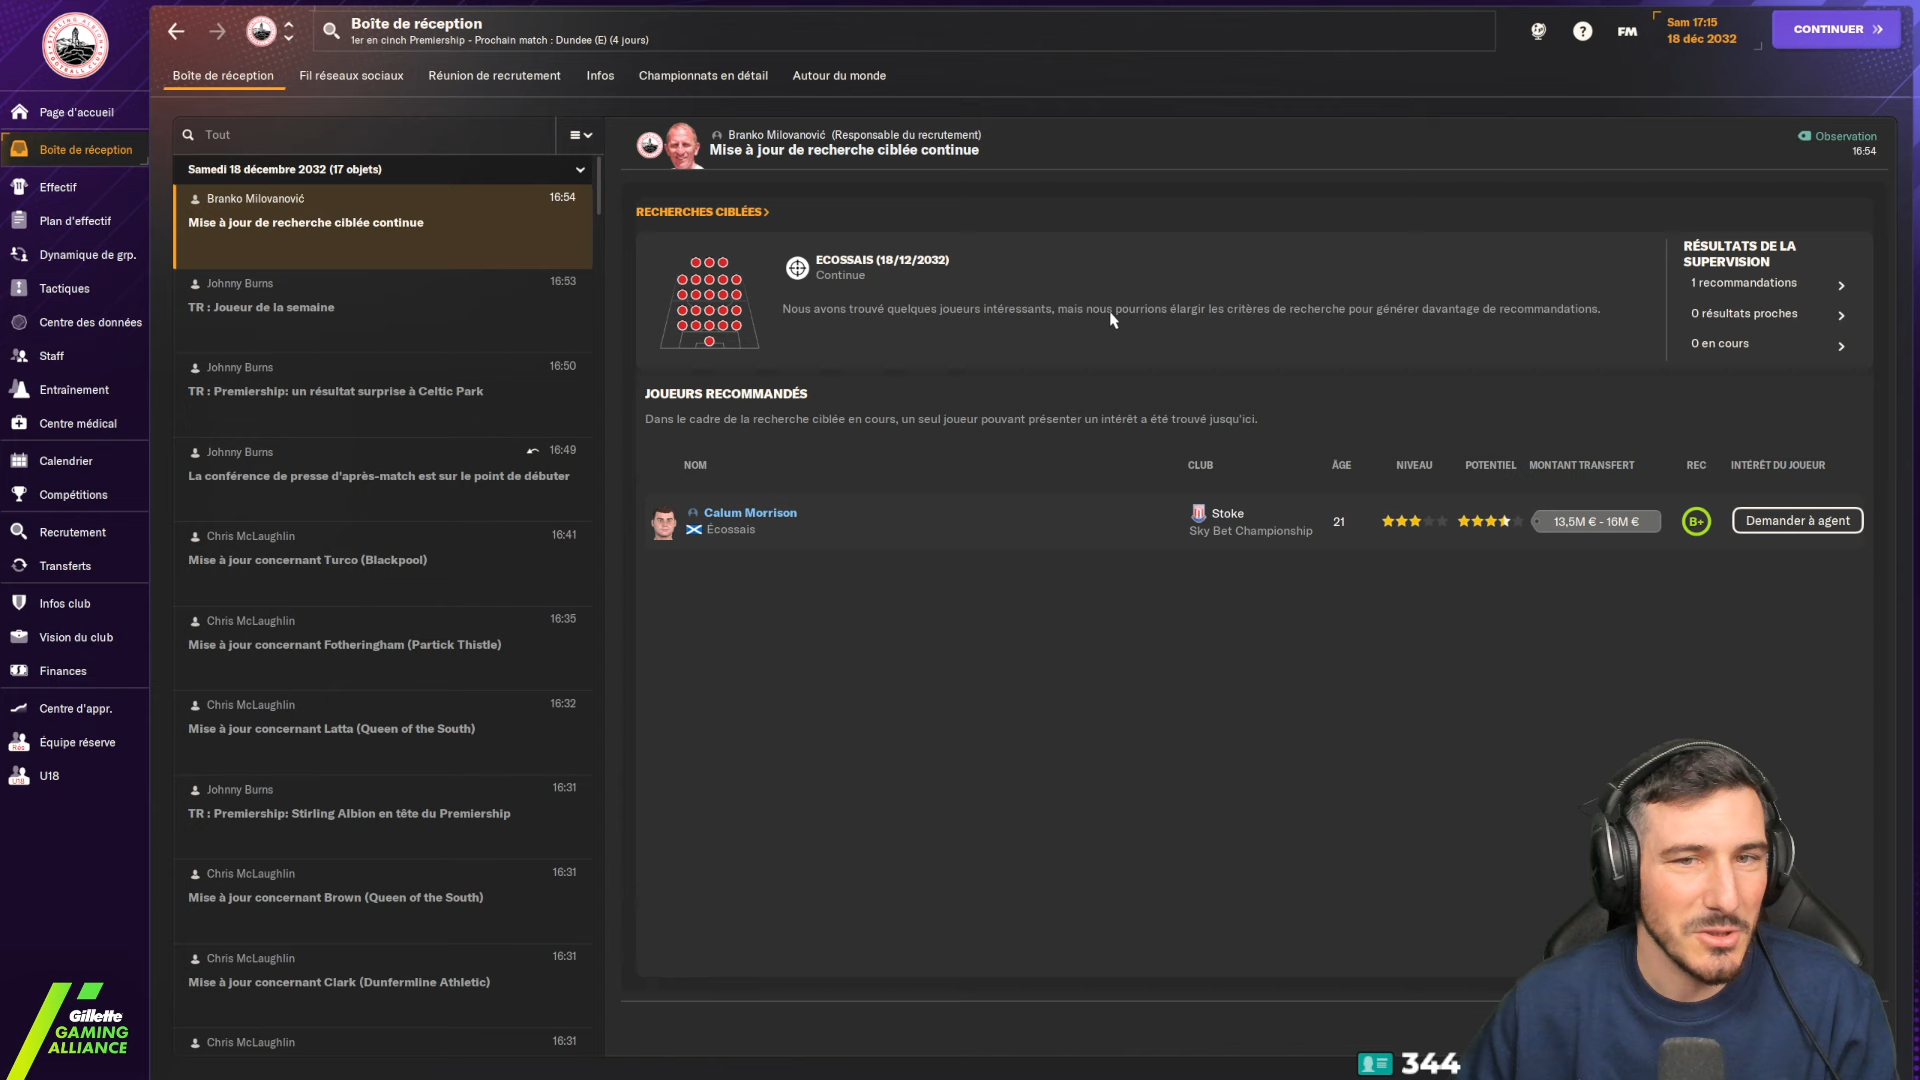 Boîte de réception
1er en cinch Premiership - Prochain match : Dundee (E) (4 jours)
FM
Sam 17:15
18 déc 2032
CONTINUER
Boîte de réception
Fil réseaux sociaux
Réunion de recrutement
Infos
Championnats en détail
Autour du monde
Page d'accueil
Boîte de réception
Effectif
Plan d'effectif
Dynamique de grp.
Tactiques
Centre des données
Staff
Entraînement
Centre médical
Calendrier
Compétitions
Recrutement
Transferts
Infos club
Vision du club
Finances
Centre d'appr.
Équipe réserve
U18
Gillette
GAMING
ALLIANCE
Tout
Samedi 18 décembre 2032 (17 objets)
Branko Milovanović 16:54
Mise à jour de recherche ciblée continue
Johnny Burns 16:53
TR : Joueur de la semaine
Johnny Burns 16:50
TR : Premiership: un résultat surprise à Celtic Park
Johnny Burns 16:49
La conférence de presse d'après-match est sur le point de débuter
Chris McLaughlin 16:41
Mise à jour concernant Turco (Blackpool)
Chris McLaughlin 16:35
Mise à jour concernant Fotheringham (Partick Thistle)
Chris McLaughlin 16:32
Mise à jour concernant Latta (Queen of the South)
Johnny Burns 16:31
TR : Premiership: Stirling Albion en tête du Premiership
Chris McLaughlin 16:31
Mise à jour concernant Brown (Queen of the South)
Chris McLaughlin 16:31
Mise à jour concernant Clark (Dunfermline Athletic)
Chris McLaughlin 16:31
Branko Milovanović (Responsable du recrutement)
Mise à jour de recherche ciblée continue
Observation
16:54
RECHERCHES CIBLÉES
ECOSSAIS (18/12/2032)
Continue
Nous avons trouvé quelques joueurs intéressants, mais nous pourrions élargir les critères de recherche pour générer davantage de recommandations.
RÉSULTATS DE LA
SUPERVISION
1 recommandations
0 résultats proches
0 en cours
JOUEURS RECOMMANDÉS
Dans le cadre de la recherche ciblée en cours, un seul joueur pouvant présenter un intérêt a été trouvé jusqu'ici.
NOM CLUB ÂGE NIVEAU POTENTIEL MONTANT TRANSFERT REC INTÉRÊT DU JOUEUR
Calum Morrison
Écossais
Stoke
Sky Bet Championship
21
13,5M € - 16M €
B+
Demander à agent
344